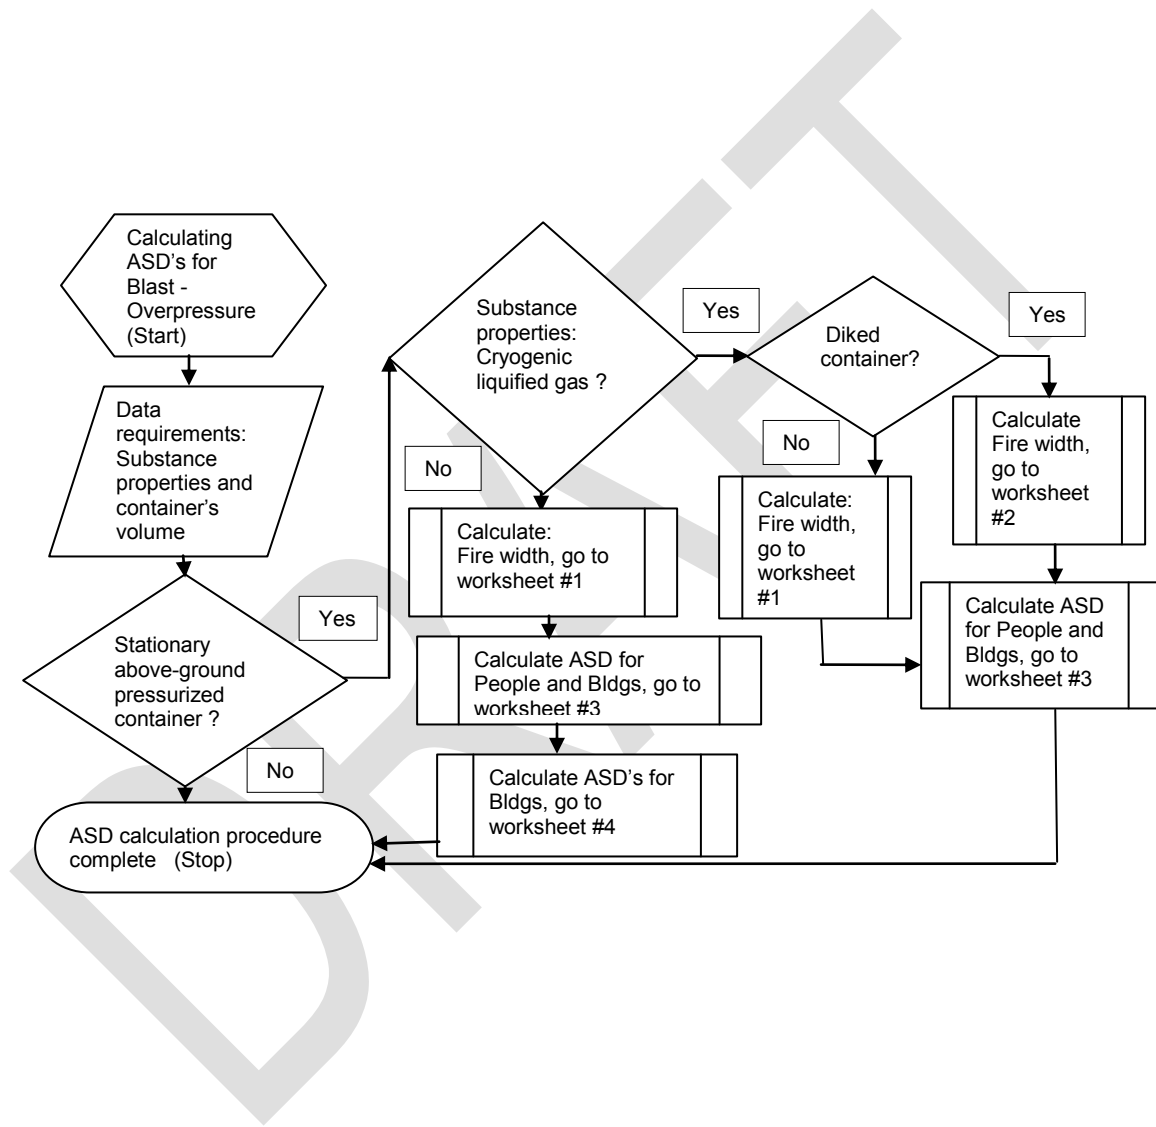 Calculating
ASD's for
Blast -
Overpressure
(Start)
Data
requirements:
Substance
properties and
container's
volume
Stationary
above-ground
pressurized
container ?
Yes
No
ASD calculation procedure
complete (Stop)
Substance
properties:
Cryogenic
liquified gas ?
Yes
No
Calculate:
Fire width, go to
worksheet #1
Calculate ASD for
People and Bldgs, go to
worksheet #3
Calculate ASD's for
Bldgs, go to
worksheet #4
Diked
container?
Yes
No
Calculate:
Fire width,
go to
worksheet
#1
Calculate
Fire width,
go to
worksheet
#2
Calculate ASD
for People and
Bldgs, go to
worksheet #3
DRAFT